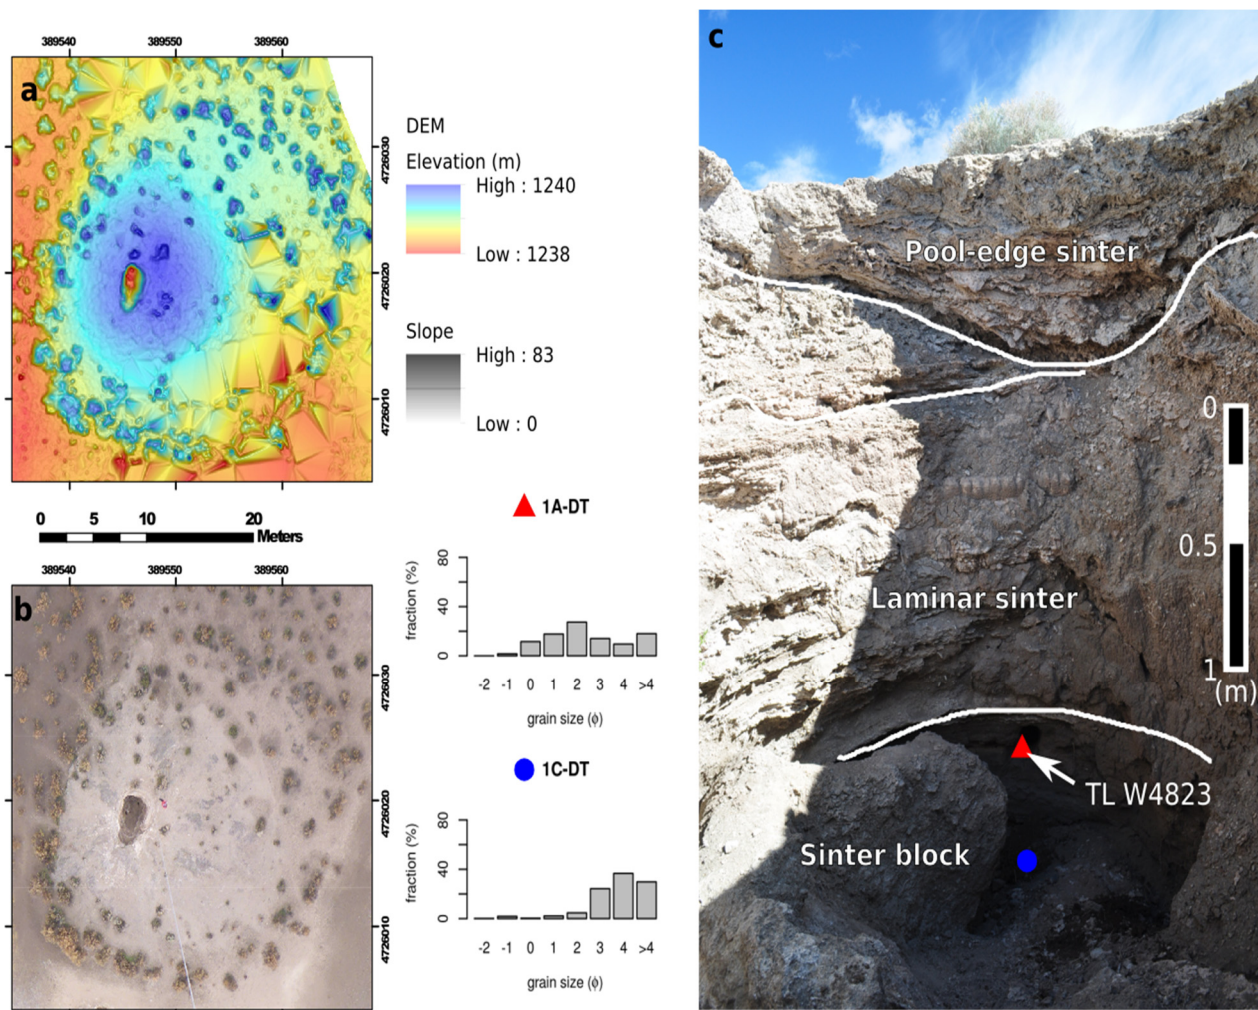 a
389540 389550 389560
4726030
4726020
4726010
DEM
Elevation (m)
High : 1240
Low : 1238
Slope
High : 83
Low : 0
0 5 10 20
Meters
b
389540 389550 389560
4726030
4726020
4726010
1A-DT
fraction (%)
80
40
0
-2 -1 0 1 2 3 4 >4
grain size (ϕ)
1C-DT
fraction (%)
80
40
0
-2 -1 0 1 2 3 4 >4
grain size (ϕ)
c
Pool-edge sinter
0
0.5
Laminar sinter
1
(m)
TL W4823
Sinter block